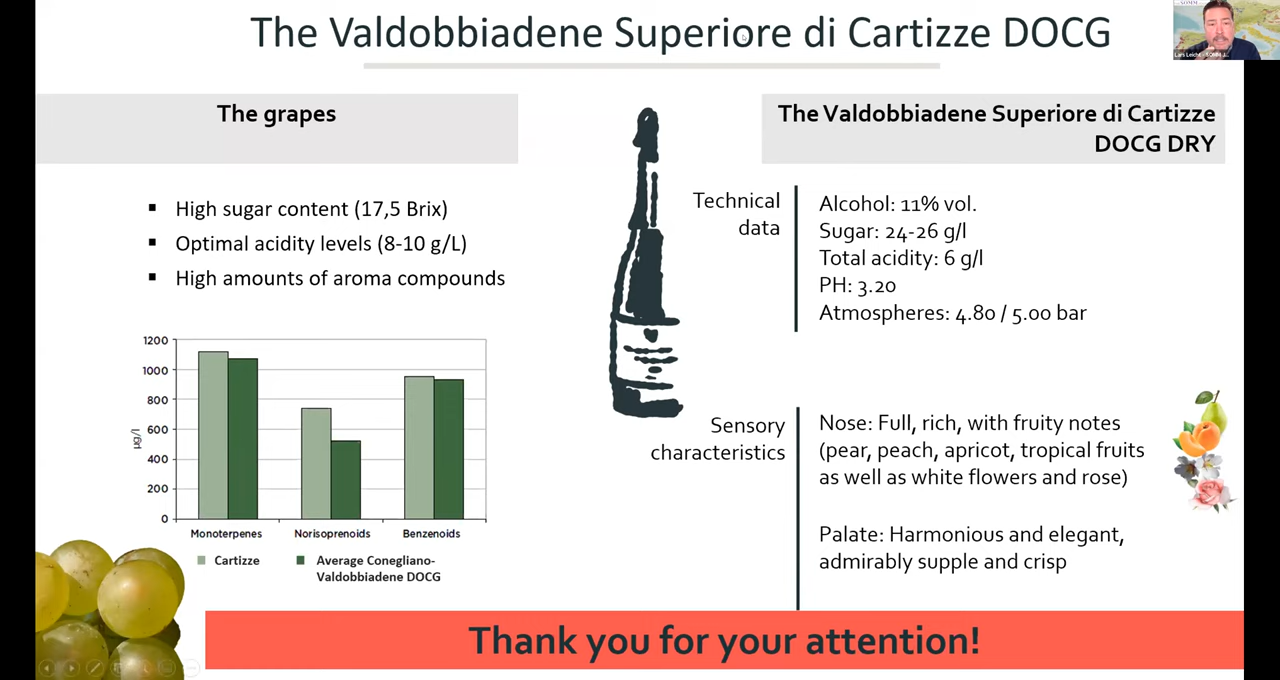 The Valdobbiadene Superiore di Cartizze DOCG
The grapes
High sugar content (17,5 Brix)
Optimal acidity levels (8-10 g/L)
High amounts of aroma compounds
1200
1000
800
600
400
200
0
µg/l
Monoterpenes
Norisoprenoids
Benzenoids
Cartizze
Average Conegliano-
Valdobbiadene DOCG
The Valdobbiadene Superiore di Cartizze
DOCG DRY
Technical
data
Alcohol: 11% vol.
Sugar: 24-26 g/l
Total acidity: 6 g/l
PH: 3.20
Atmospheres: 4.80 / 5.00 bar
Sensory
characteristics
Nose: Full, rich, with fruity notes
(pear, peach, apricot, tropical fruits
as well as white flowers and rose)
Palate: Harmonious and elegant,
admirably supple and crisp
Thank you for your attention!
Lars Leicht - SOMM J...